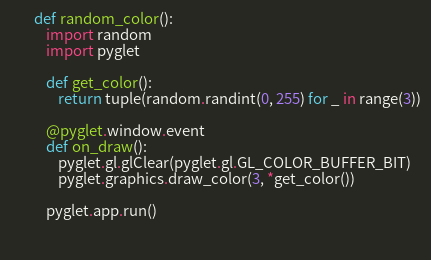 def random_color():
import random
import pyglet
def get_color():
return tuple(random.randint(0, 255) for _ in range(3))
@pyglet.window.event
def on_draw():
pyglet.gl.glClear(pyglet.gl.GL_COLOR_BUFFER_BIT)
pyglet.graphics.draw_color(3, *get_color())
pyglet.app.run()